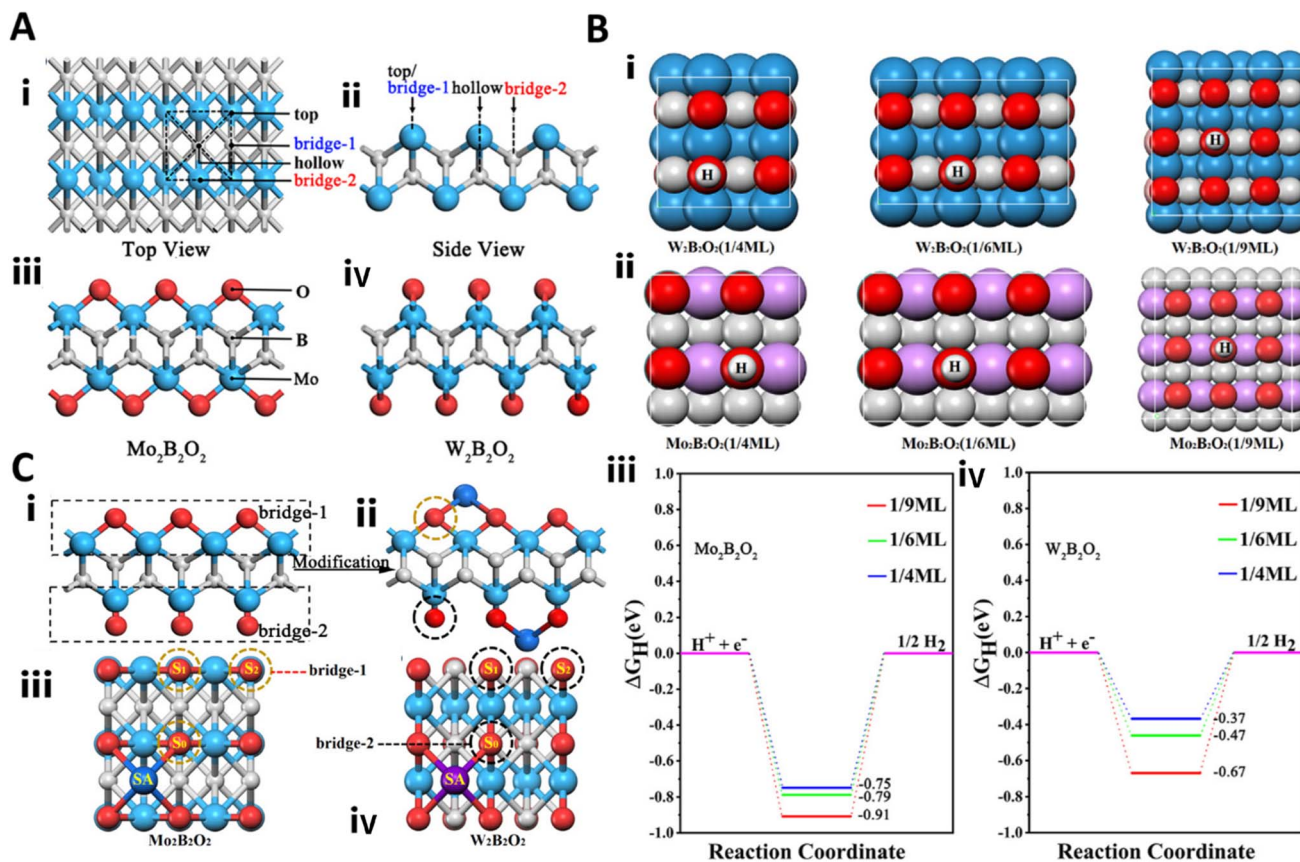 A
i
top
bridge-1
hollow
bridge-2
Top View
ii
top/
bridge-1
hollow
bridge-2
Side View
iii
O
B
Mo
Mo₂B₂O₂
iv
W₂B₂O₂
B
i
H
W₂B₂O₂(1/4ML)
H
W₂B₂O₂(1/6ML)
H
W₂B₂O₂(1/9ML)
ii
H
Mo₂B₂O₂(1/4ML)
H
Mo₂B₂O₂(1/6ML)
H
Mo₂B₂O₂(1/9ML)
iii
1.0
0.8
0.6
0.4
0.2
0.0
-0.2
-0.4
-0.6
-0.8
-1.0
ΔG_H(eV)
Mo₂B₂O₂
1/9ML
1/6ML
1/4ML
H⁺ + e⁻
1/2 H₂
-0.75
-0.79
-0.91
Reaction Coordinate
iv
1.0
0.8
0.6
0.4
0.2
0.0
-0.2
-0.4
-0.6
-0.8
-1.0
ΔG_H(eV)
W₂B₂O₂
1/9ML
1/6ML
1/4ML
H⁺ + e⁻
1/2 H₂
-0.37
-0.47
-0.67
Reaction Coordinate
C
i
bridge-1
bridge-2
Modification
ii
iii
S₁
S₂
bridge-1
S₀
SA
Mo₂B₂O₂
iv
S₁
S₂
bridge-2
S₀
SA
W₂B₂O₂